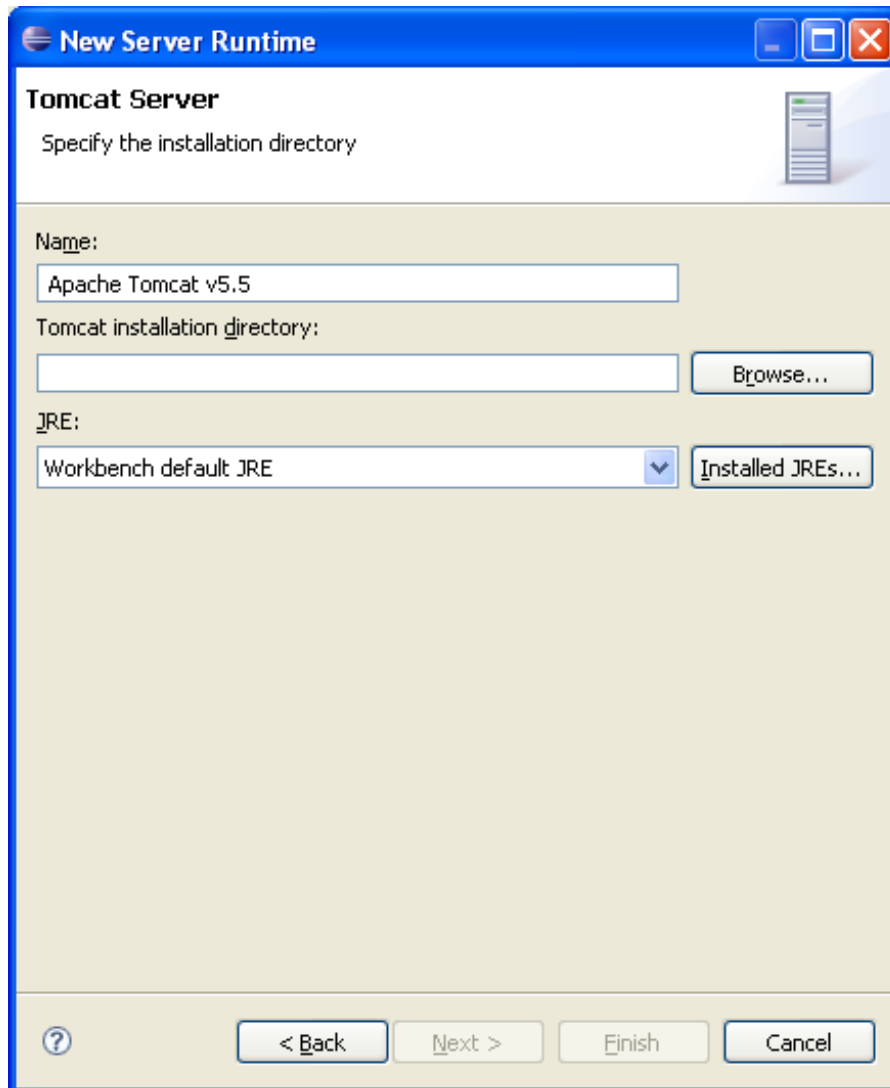 New Server Runtime
Tomcat Server
Specify the installation directory
Name:
Apache Tomcat v5.5
Tomcat installation directory:
Browse...
JRE:
Workbench default JRE
Installed JREs...
?
< Back
Next >
Finish
Cancel